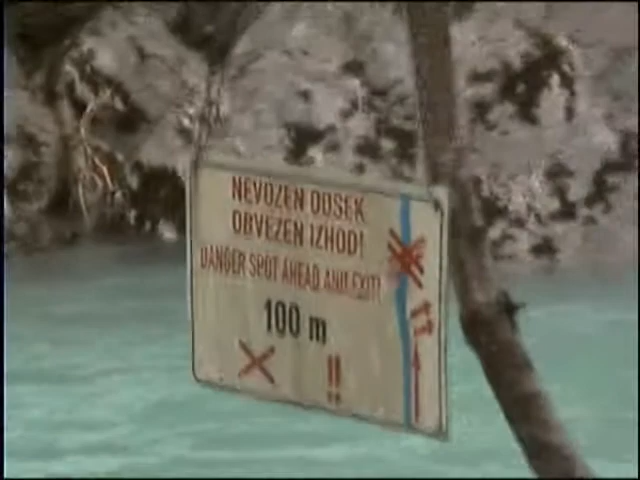 NEVOZEN ODSEK
OBVEZEN IZHOD!
DANGER SPOT AHEAD AND EXIT!
100 m
!!